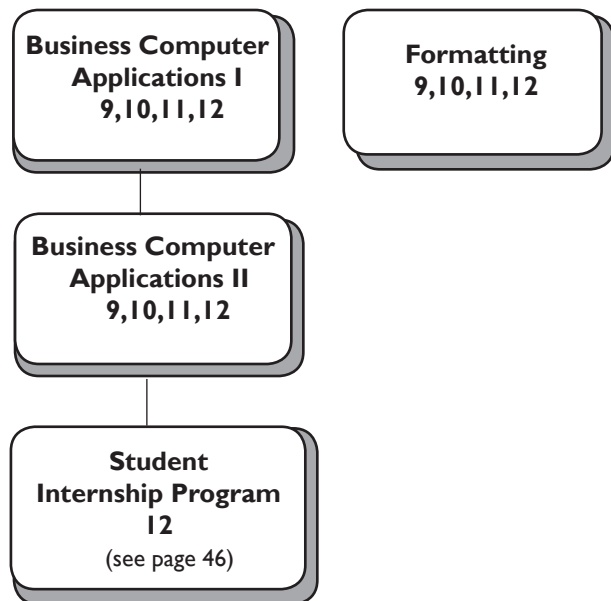 Business Computer
Applications I
9,10,11,12
Formatting
9,10,11,12
Business Computer
Applications II
9,10,11,12
Student
Internship Program
12
(see page 46)